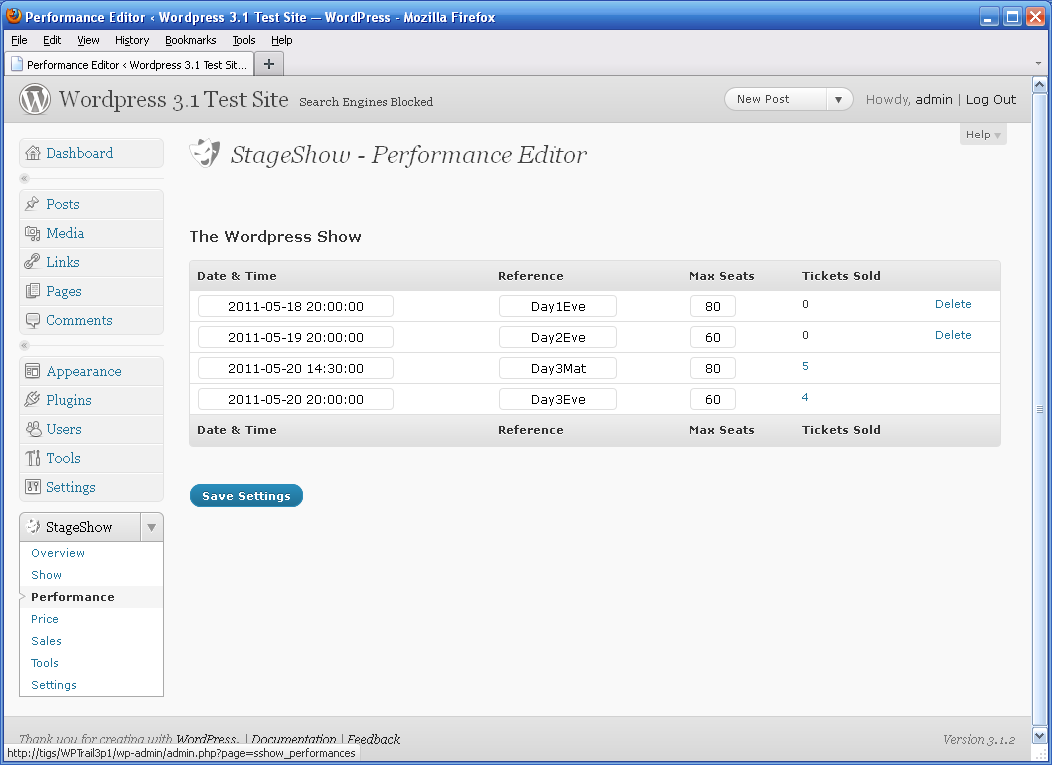 Performance Editor ‹ Wordpress 3.1 Test Site — WordPress - Mozilla Firefox
File Edit View History Bookmarks Tools Help
Performance Editor ‹ Wordpress 3.1 Test Sit...
Wordpress 3.1 Test Site Search Engines Blocked New Post Howdy, admin | Log Out
Help
StageShow - Performance Editor
Dashboard
Posts
Media
Links
Pages
Comments
Appearance
Plugins
Users
Tools
Settings
StageShow
Overview
Show
Performance
Price
Sales
Tools
Settings
The Wordpress Show
Date & Time Reference Max Seats Tickets Sold
2011-05-18 20:00:00 Day1Eve 80 0 Delete
2011-05-19 20:00:00 Day2Eve 60 0 Delete
2011-05-20 14:30:00 Day3Mat 80 5
2011-05-20 20:00:00 Day3Eve 60 4
Date & Time Reference Max Seats Tickets Sold
Save Settings
Thank you for creating with WordPress. | Documentation | Feedback Version 3.1.2
http://tigs/WPTrail3p1/wp-admin/admin.php?page=sshow_performances